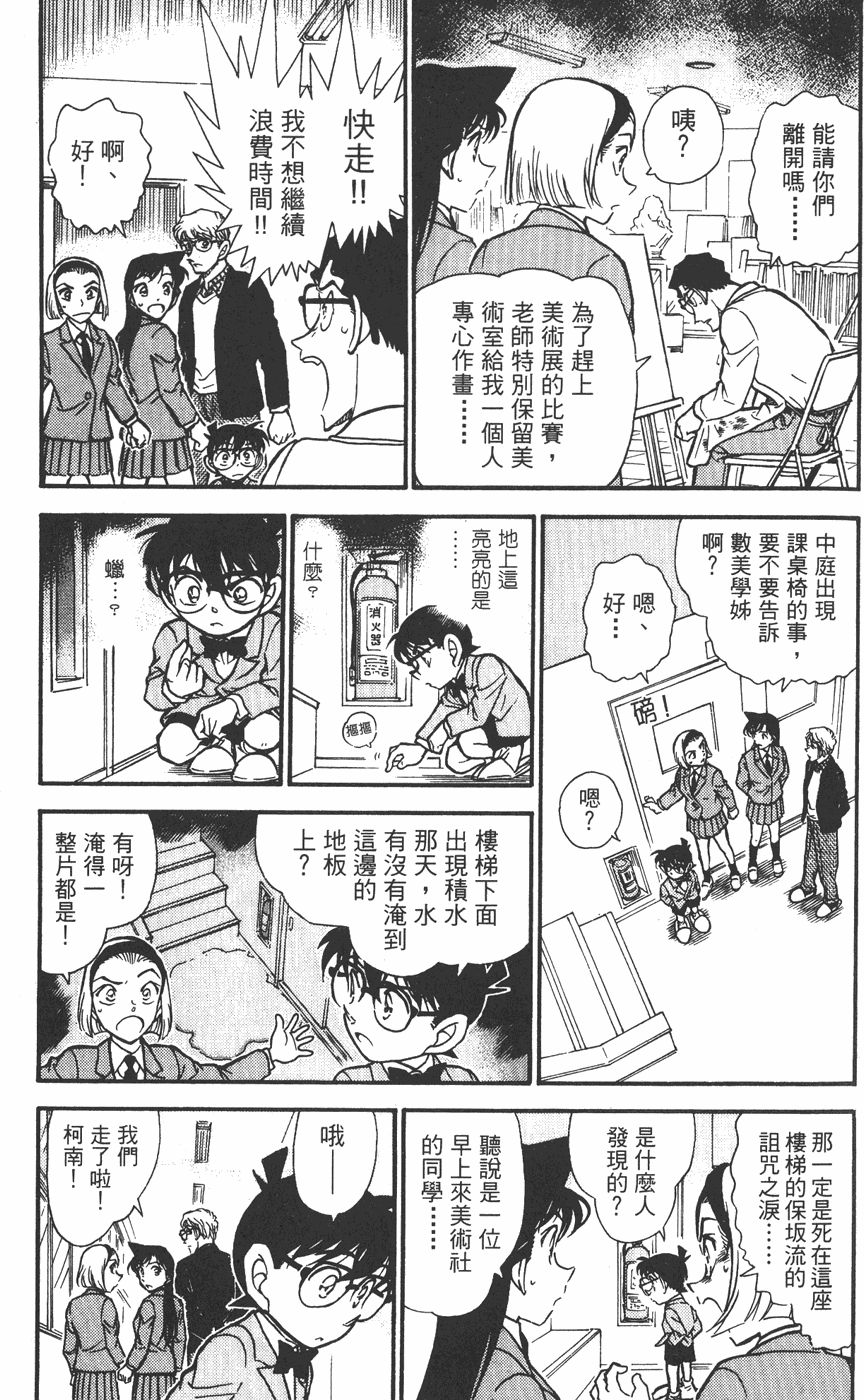 能請你們
離開嗎……
咦？
為了趕上
美術展的比賽，
老師特別保留美
術室給我一個人
專心作畫……
快走!!
我不想繼續
浪費時間!!
啊、
好！
中庭出現
課桌椅的事，
要不要告訴
數美學姊
啊？
嗯、
好…
磅！
嗯？
地上這
亮亮的是
……
消火器
摳摳
什麼？
蠟…？
樓梯下面
出現積水
那天，水
有沒有淹到
這邊的
地板
上？
有呀！
淹得一
整片都是！
那一定是死在這座
樓梯的保坂流的
詛咒之淚……
是什麼人
發現的？
聽說是一位
早上來美術社
的同學……
哦—
我們
走了啦！
柯南！